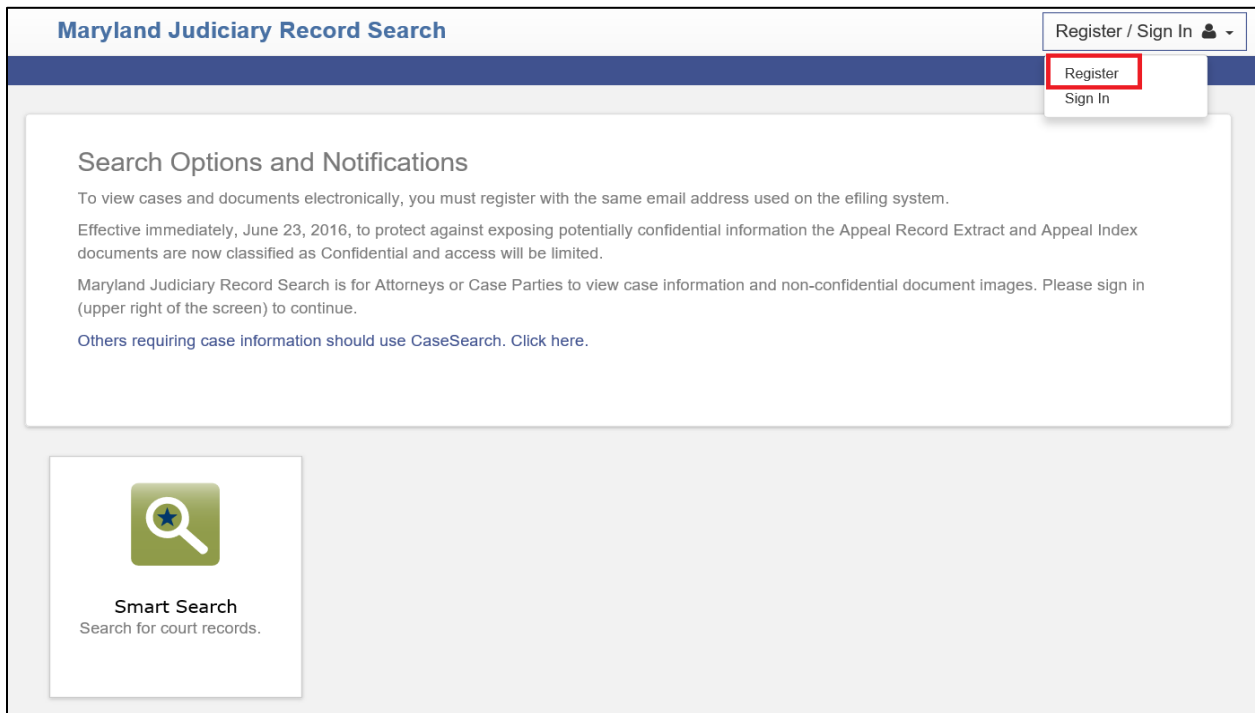 Maryland Judiciary Record Search
Register / Sign In
Register
Sign In
Search Options and Notifications
To view cases and documents electronically, you must register with the same email address used on the efiling system.
Effective immediately, June 23, 2016, to protect against exposing potentially confidential information the Appeal Record Extract and Appeal Index
documents are now classified as Confidential and access will be limited.
Maryland Judiciary Record Search is for Attorneys or Case Parties to view case information and non-confidential document images. Please sign in
(upper right of the screen) to continue.
Others requiring case information should use CaseSearch. Click here.
Smart Search
Search for court records.